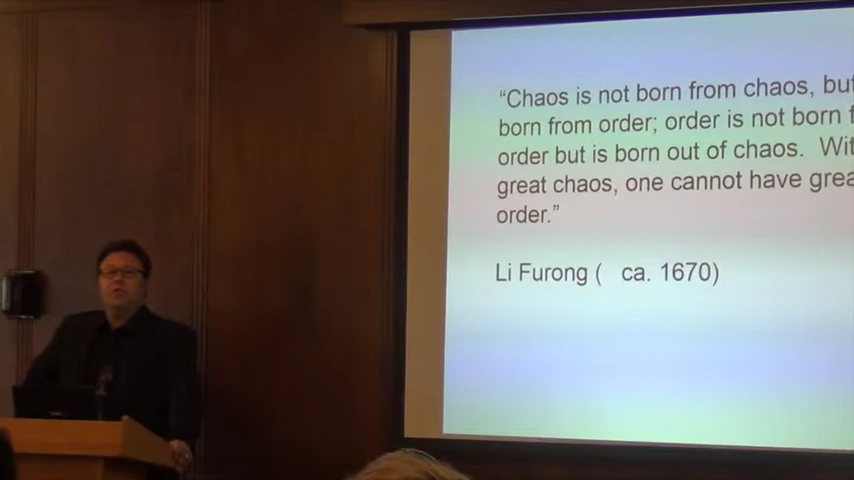 “Chaos is not born from chaos, but
born from order; order is not born f
order but is born out of chaos.  Wit
great chaos, one cannot have grea
order.”
Li Furong (   ca. 1670)